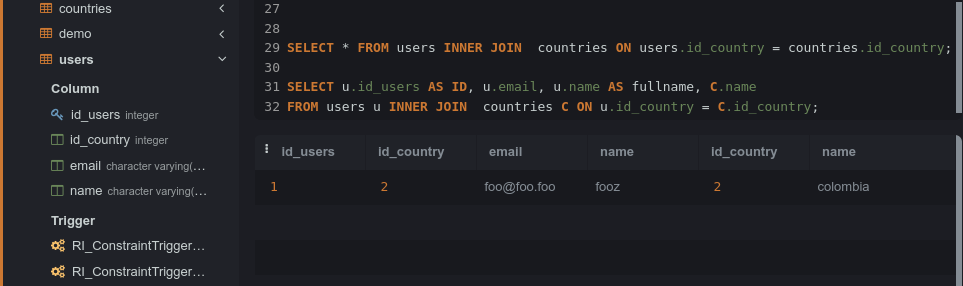 countries
demo
users
Column
id_users integer
id_country integer
email character varying(...
name character varying(...
Trigger
RI_ConstraintTrigger...
RI_ConstraintTrigger...
27
28
29 SELECT * FROM users INNER JOIN  countries ON users.id_country = countries.id_country;
30
31 SELECT u.id_users AS ID, u.email, u.name AS fullname, C.name
32 FROM users u INNER JOIN  countries C ON u.id_country = C.id_country;
id_users id_country email name id_country name
1 2 foo@foo.foo fooz 2 colombia